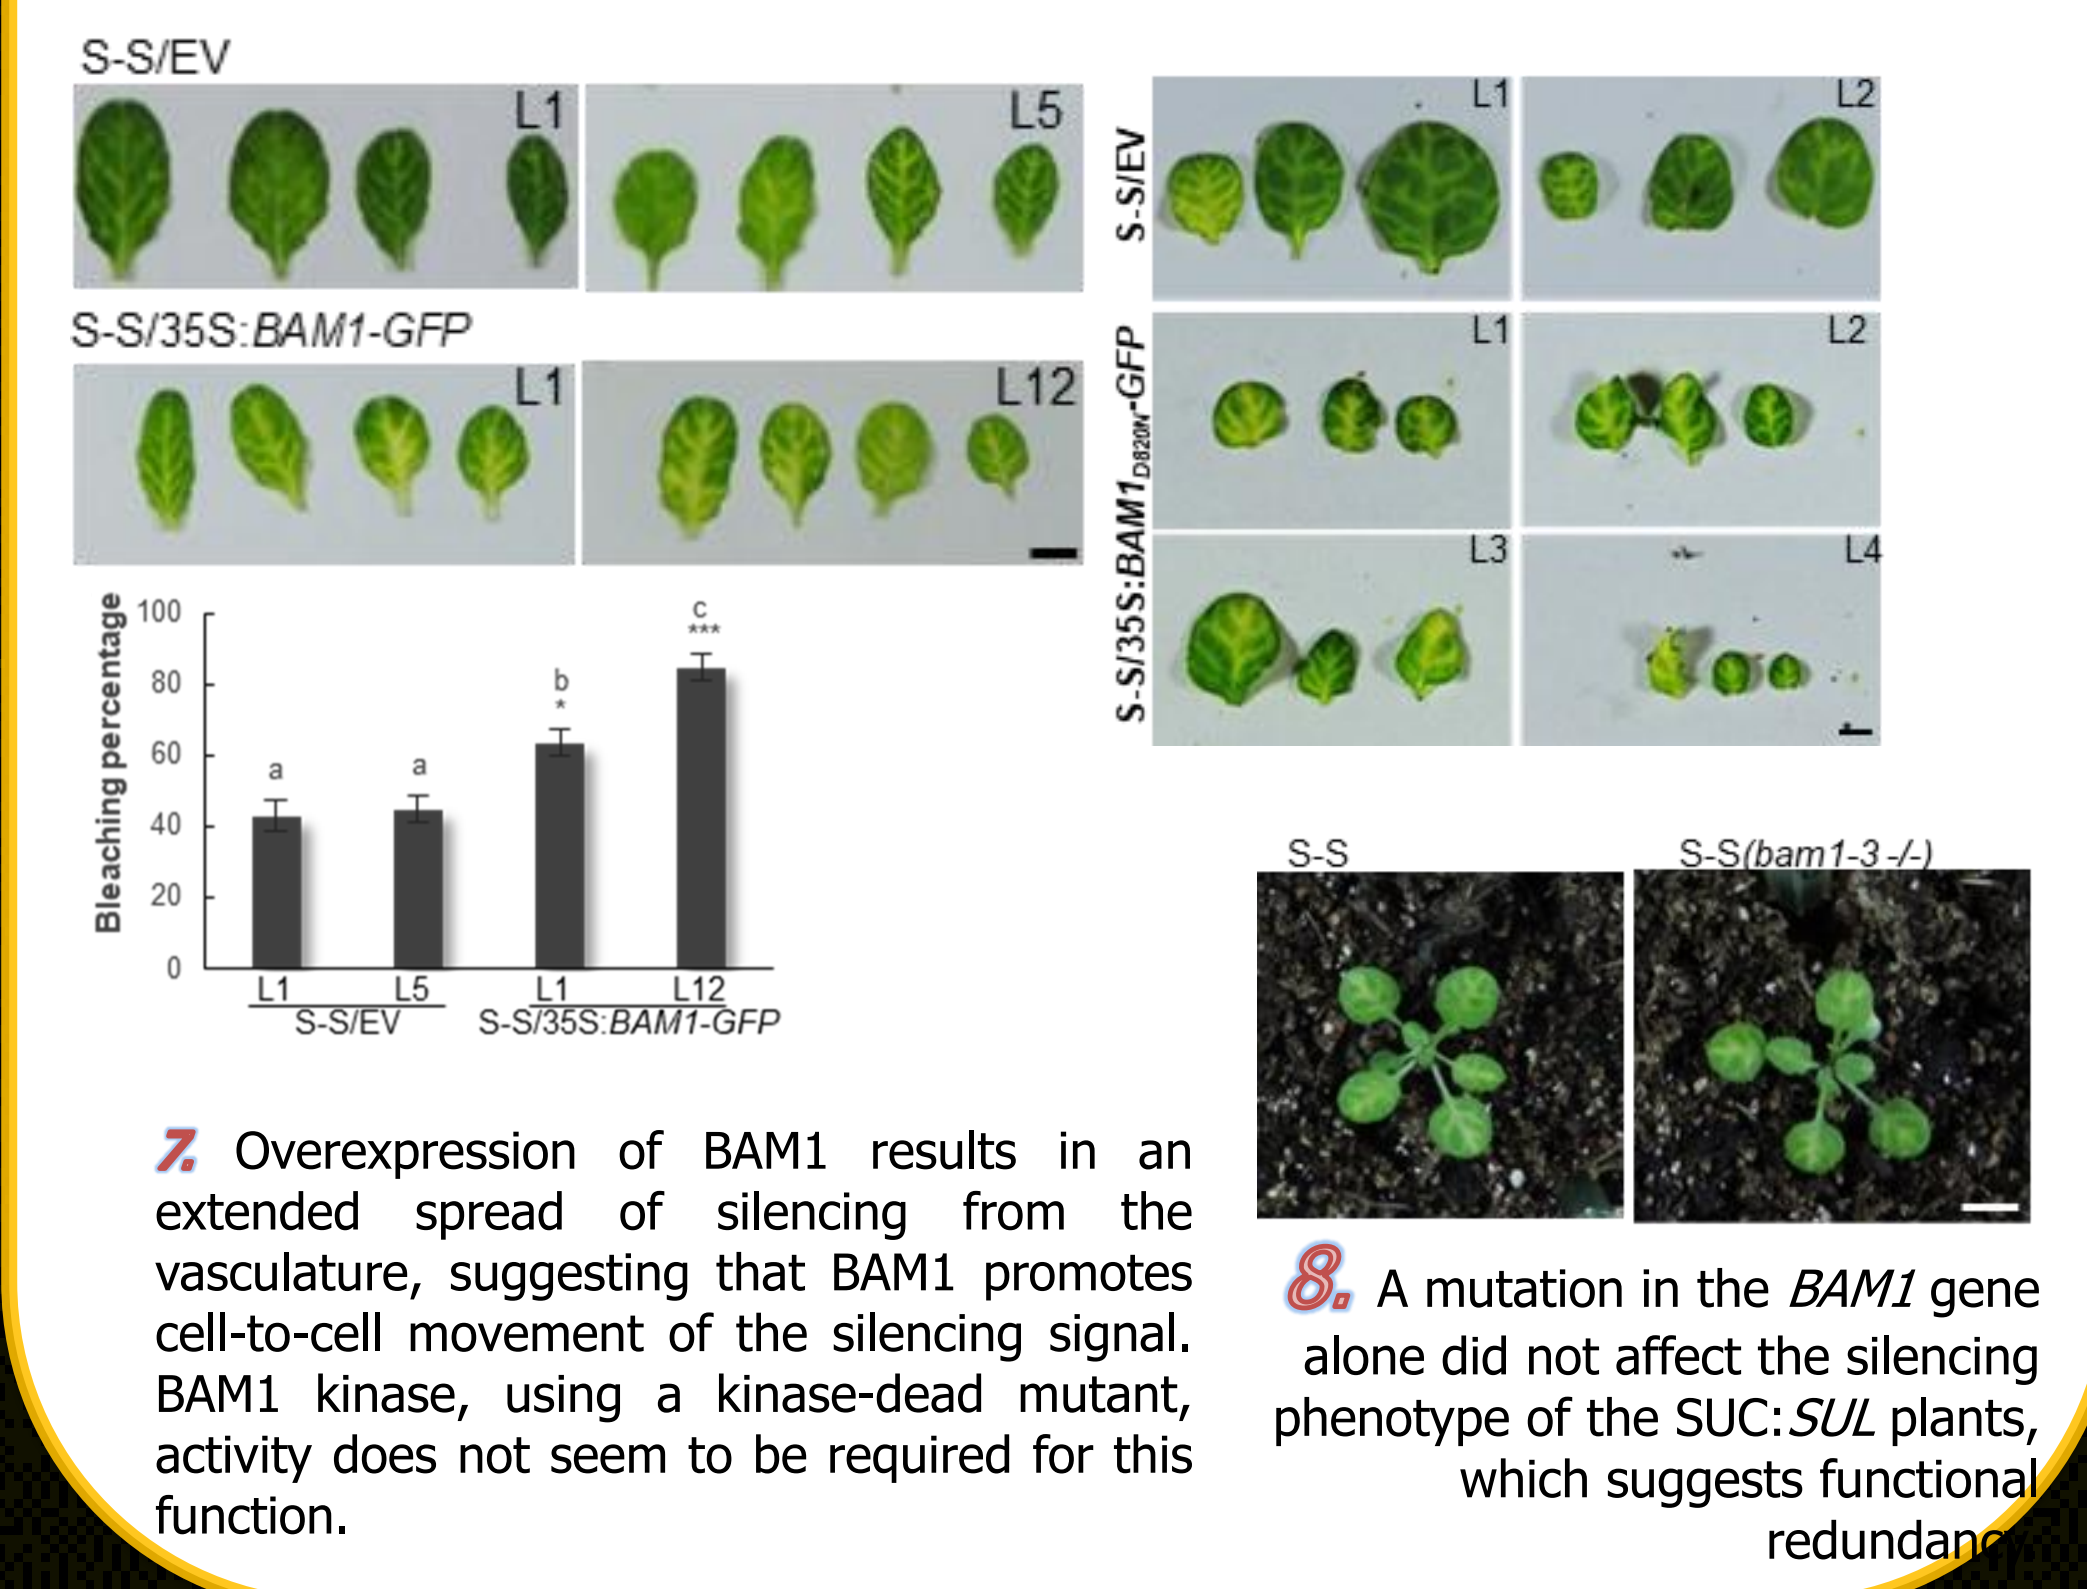 S-S/EV
L1
L5
S-S/35S:BAM1-GFP
L1
L12
Bleaching percentage
100
80
60
40
20
0
a
a
b
*
c
***
L1
L5
L1
L12
S-S/EV
S-S/35S:BAM1-GFP
S-S/EV
L1
L2
S-S/35S:BAM1D820N-GFP
L1
L2
L3
L4
7. Overexpression of BAM1 results in an
extended spread of silencing from the
vasculature, suggesting that BAM1 promotes
cell-to-cell movement of the silencing signal.
BAM1 kinase, using a kinase-dead mutant,
activity does not seem to be required for this
function.
S-S
S-S(bam1-3 -/-)
8. A mutation in the BAM1 gene
alone did not affect the silencing
phenotype of the SUC:SUL plants,
which suggests functional
redundancy.